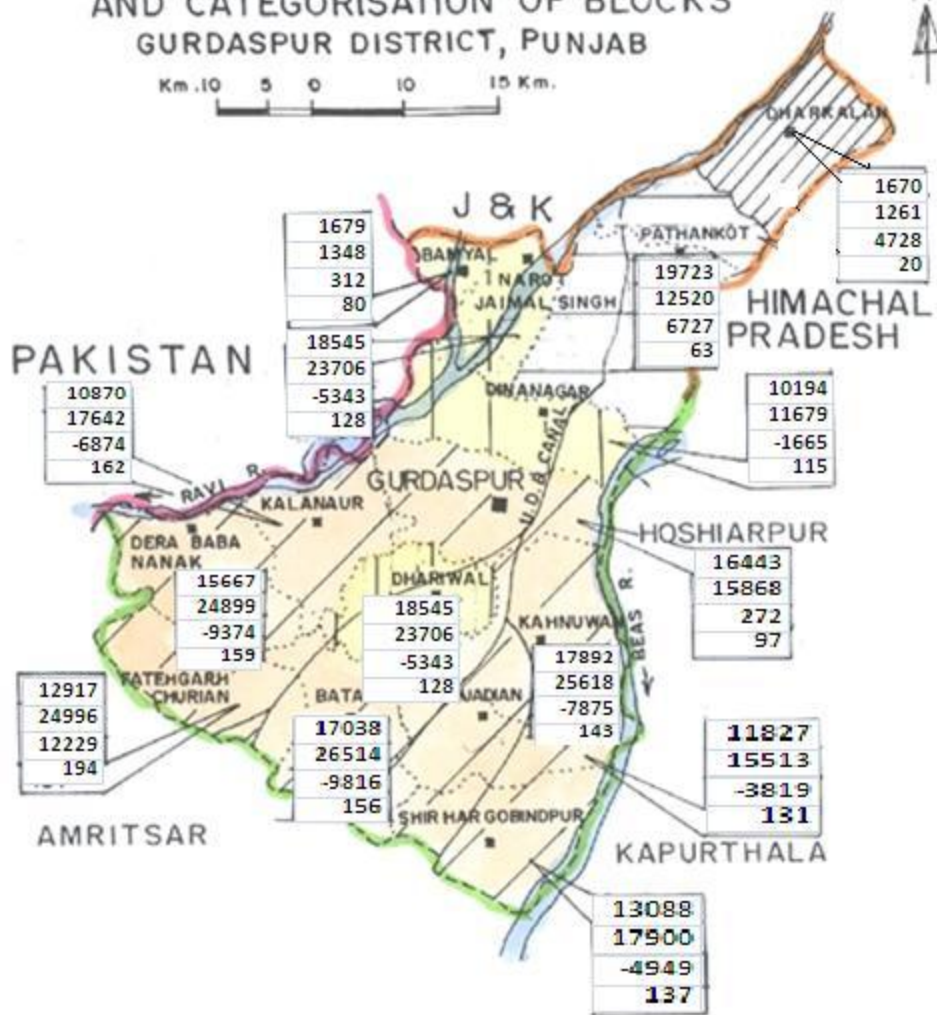 AND CATEGORISATION OF BLOCKS
GURDASPUR DISTRICT, PUNJAB
Km.10 5 0 10 15 Km.
DHARKALAN
1670
1261
4728
20
J & K
1679
1348
312
80
BAMYAL
NAROT
JAIMAL SINGH
PATHANKOT
19723
12520
6727
63
HIMACHAL
PRADESH
PAKISTAN
18545
23706
-5343
128
10870
17642
-6874
162
DINANAGAR
10194
11679
-1665
115
U.D.B CANAL
RAVI R.
GURDASPUR
KALANAUR
DERA BABA
NANAK
HOSHIARPUR
16443
15868
272
97
15667
24899
-9374
159
DHARIWAL
18545
23706
-5343
128
KAHNUWAN
BEAS R.
17892
25618
-7875
143
FATEHGARH
CHURIAN
12917
24996
12229
194
BATA
QADIAN
17038
26514
-9816
156
11827
15513
-3819
131
AMRITSAR
SHIR HAR GOBINDPUR
KAPURTHALA
13088
17900
-4949
137